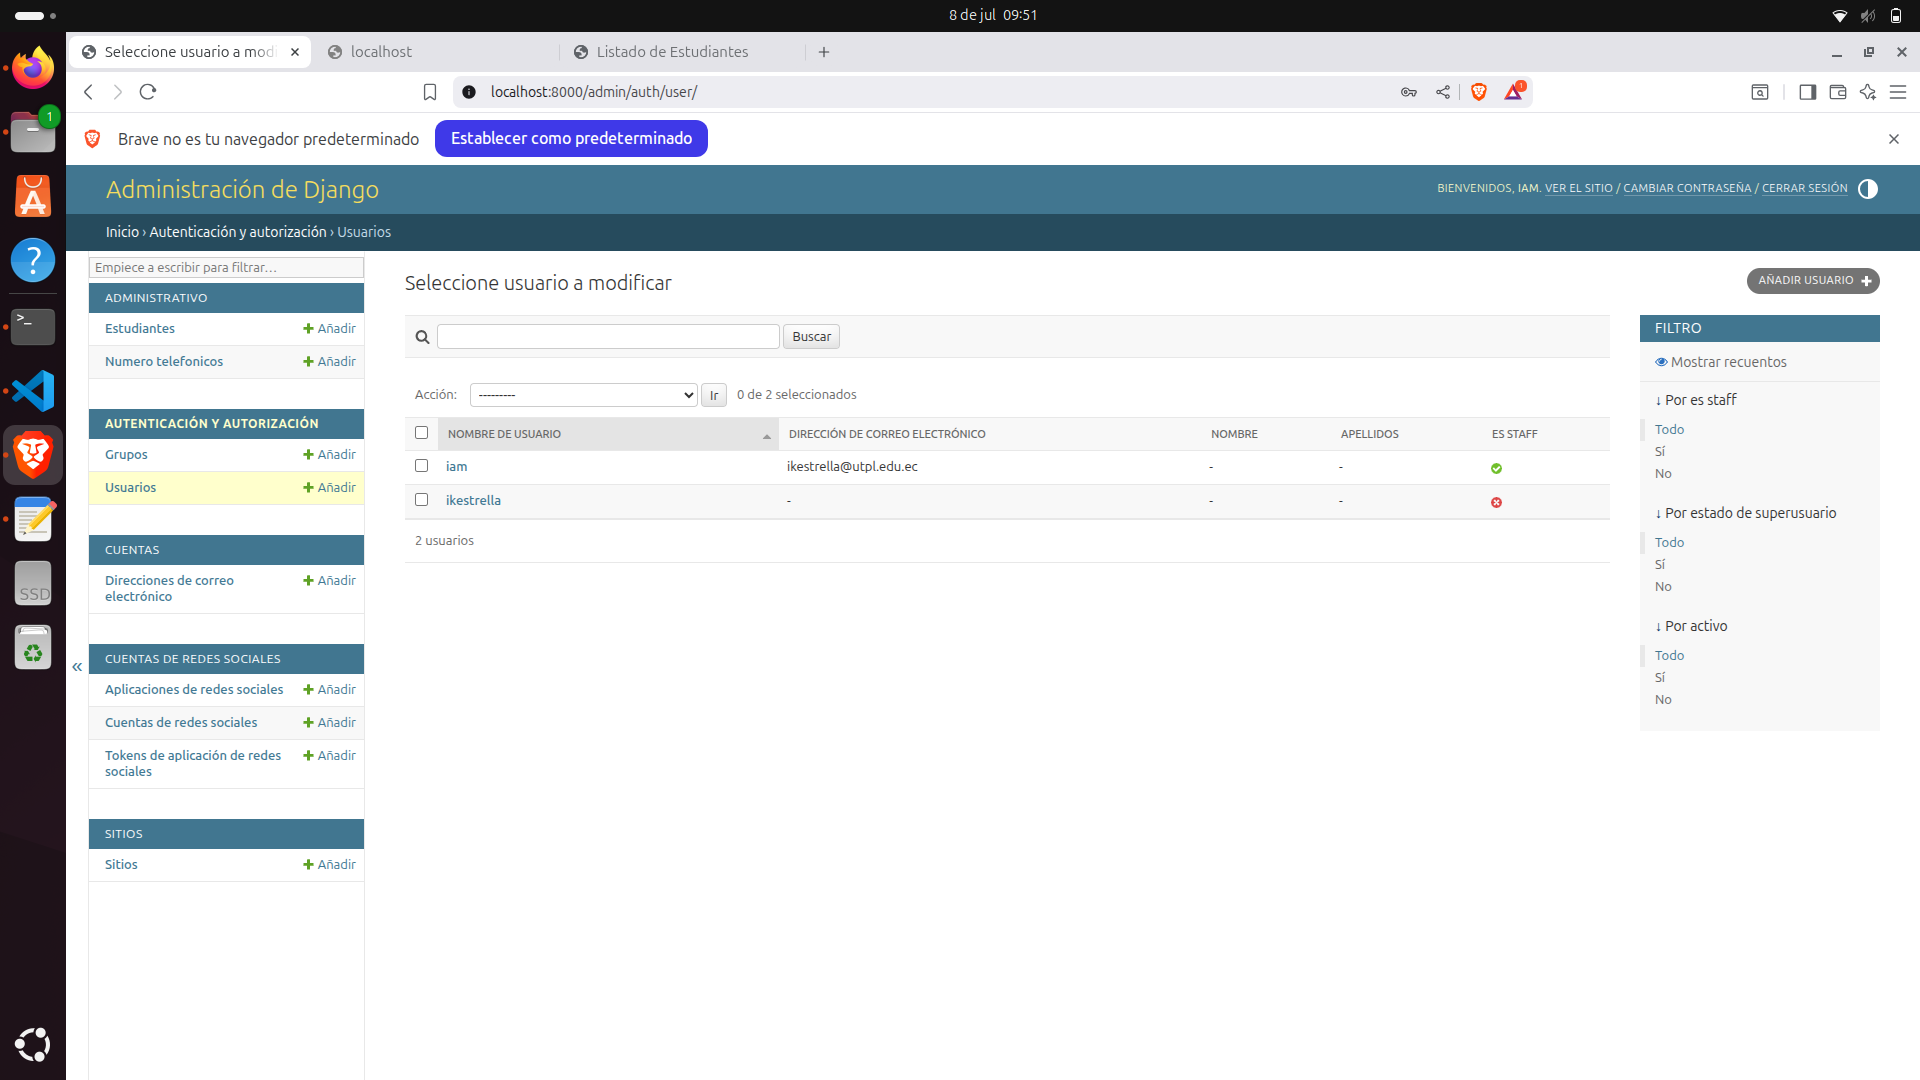 8 de jul 09:51
Seleccione usuario a mod
localhost
Listado de Estudiantes
localhost:8000/admin/auth/user/
1
1
Brave no es tu navegador predeterminado
Establecer como predeterminado
Administración de Django
BIENVENIDOS, IAM. VER EL SITIO / CAMBIAR CONTRASEÑA / CERRAR SESIÓN
Inicio › Autenticación y autorización › Usuarios
Empiece a escribir para filtrar…
ADMINISTRATIVO
Estudiantes Añadir
Numero telefonicos Añadir
AUTENTICACIÓN Y AUTORIZACIÓN
Grupos Añadir
Usuarios Añadir
CUENTAS
Direcciones de correo Añadir
electrónico
CUENTAS DE REDES SOCIALES
Aplicaciones de redes sociales Añadir
Cuentas de redes sociales Añadir
Tokens de aplicación de redes Añadir
sociales
SITIOS
Sitios Añadir
«
Seleccione usuario a modificar
AÑADIR USUARIO
Buscar
Acción: --------- Ir 0 de 2 seleccionados
NOMBRE DE USUARIO DIRECCIÓN DE CORREO ELECTRÓNICO NOMBRE APELLIDOS ES STAFF
iam ikestrella@utpl.edu.ec - -
ikestrella - - -
2 usuarios
FILTRO
Mostrar recuentos
↓ Por es staff
Todo
Sí
No
↓ Por estado de superusuario
Todo
Sí
No
↓ Por activo
Todo
Sí
No
>_
?
A
SSD